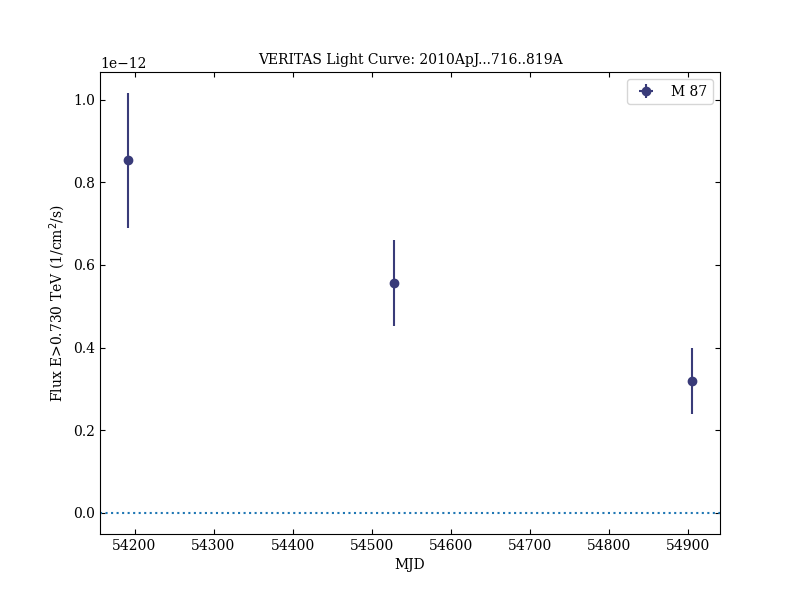 VERITAS Light Curve: 2010ApJ...716..819A
1e−12
M 87
1.0
0.8
0.6
0.4
0.2
0.0
Flux E>0.730 TeV (1/cm²/s)
54200 54300 54400 54500 54600 54700 54800 54900
MJD